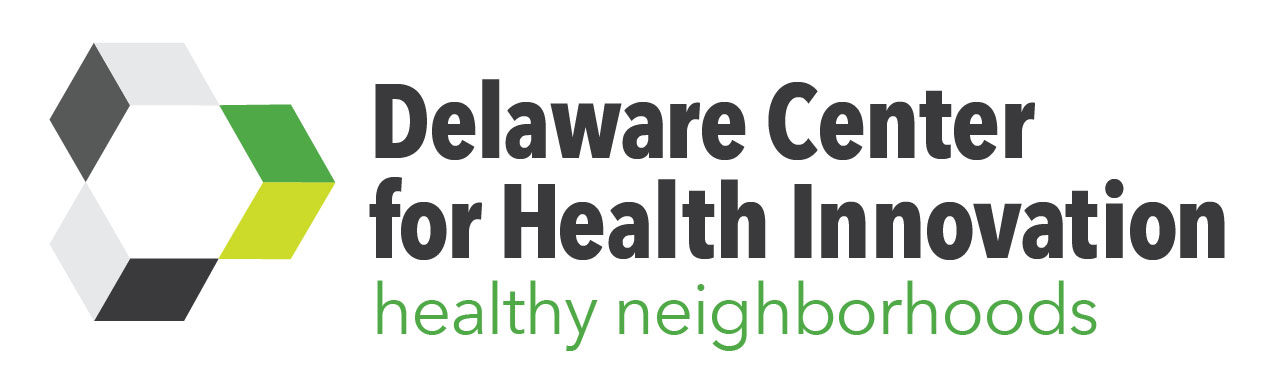 Delaware Center
for Health Innovation
healthy neighborhoods